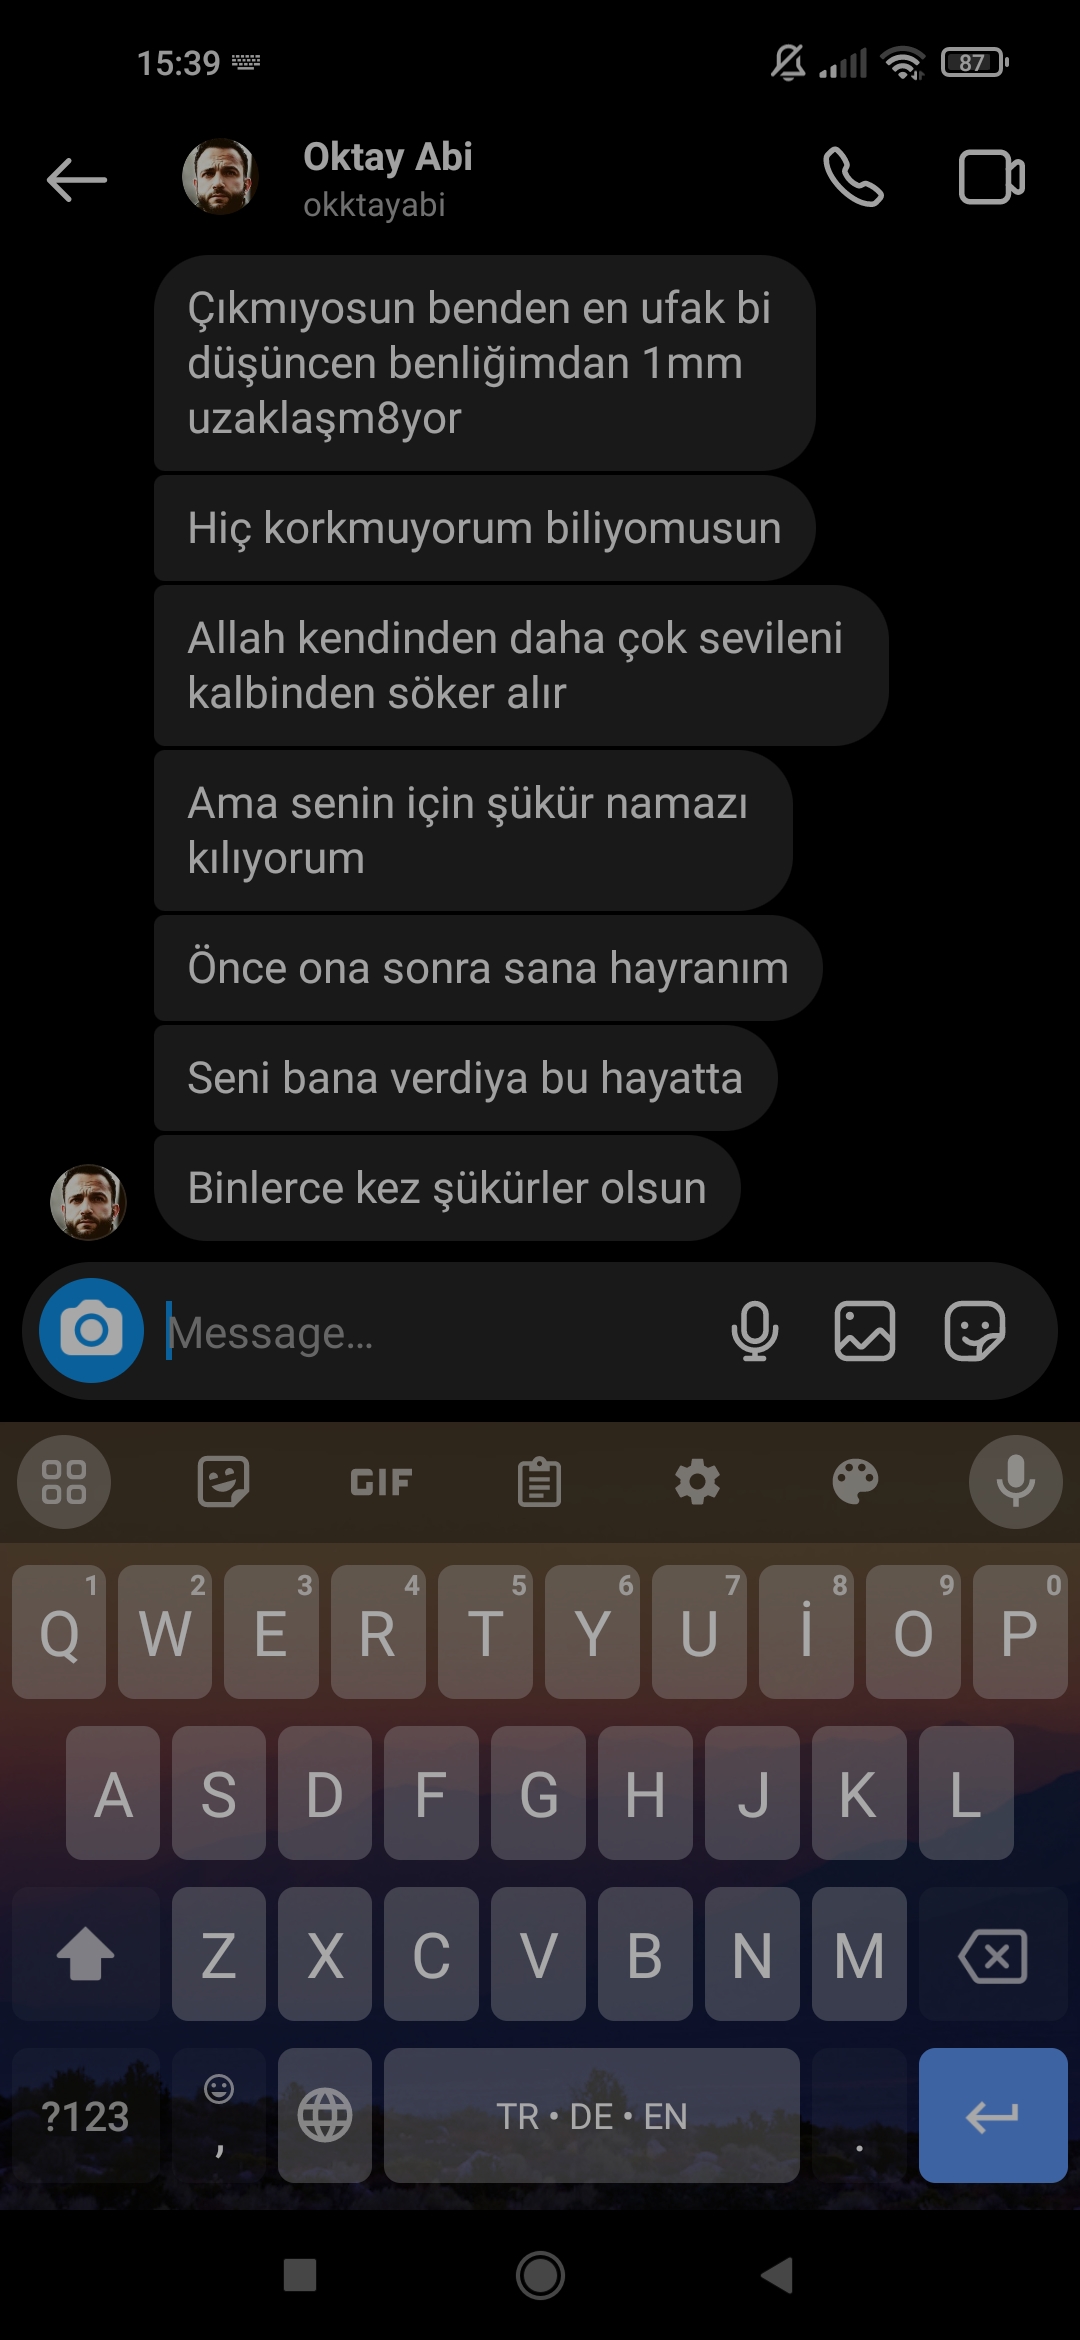 15:39
87
Oktay Abi
okktayabi
Çıkmıyosun benden en ufak bi
düşüncen benliğimdan 1mm
uzaklaşm8yor
Hiç korkmuyorum biliyomusun
Allah kendinden daha çok sevileni
kalbinden söker alır
Ama senin için şükür namazı
kılıyorum
Önce ona sonra sana hayranım
Seni bana verdiya bu hayatta
Binlerce kez şükürler olsun
Message...
GIF
1 2 3 4 5 6 7 8 9 0
Q W E R T Y U İ O P
A S D F G H J K L
Z X C V B N M
?123 , TR • DE • EN .